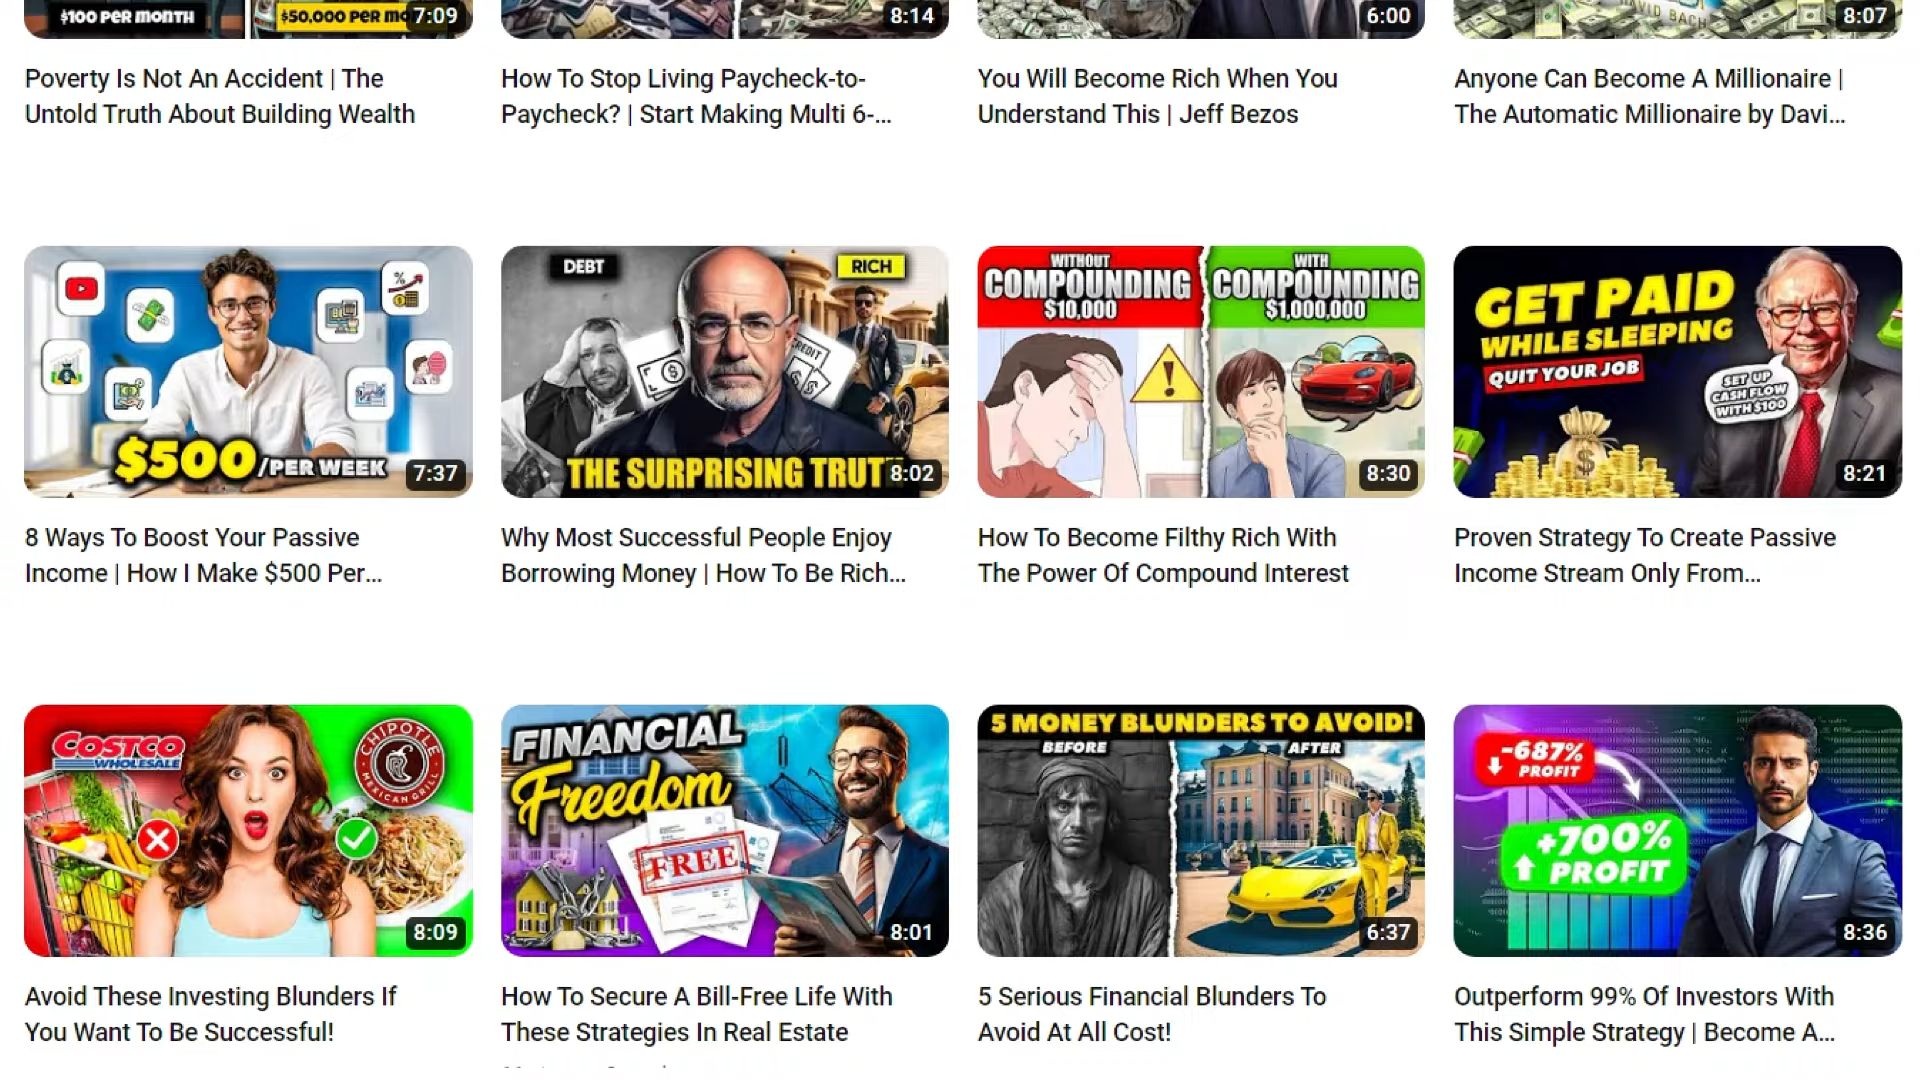 $100 PER MONTH
$50,000 PER MO
7:09
8:14
6:00
DAVID BACH
8:07
Poverty Is Not An Accident | The
Untold Truth About Building Wealth
How To Stop Living Paycheck-to-
Paycheck? | Start Making Multi 6-...
You Will Become Rich When You
Understand This | Jeff Bezos
Anyone Can Become A Millionaire |
The Automatic Millionaire by Davi...
$500 /PER WEEK
7:37
DEBT
RICH
CREDIT
THE SURPRISING TRUT
8:02
WITHOUT
COMPOUNDING
$10,000
WITH
COMPOUNDING
$1,000,000
8:30
GET PAID
WHILE SLEEPING
QUIT YOUR JOB
SET UP
CASH FLOW
WITH $100
8:21
8 Ways To Boost Your Passive
Income | How I Make $500 Per...
Why Most Successful People Enjoy
Borrowing Money | How To Be Rich...
How To Become Filthy Rich With
The Power Of Compound Interest
Proven Strategy To Create Passive
Income Stream Only From...
COSTCO
WHOLESALE
CHIPOTLE
MEXICAN GRILL
8:09
FINANCIAL
Freedom
FREE
8:01
5 MONEY BLUNDERS TO AVOID!
BEFORE
AFTER
6:37
-687%
PROFIT
+700%
PROFIT
8:36
Avoid These Investing Blunders If
You Want To Be Successful!
How To Secure A Bill-Free Life With
These Strategies In Real Estate
5 Serious Financial Blunders To
Avoid At All Cost!
Outperform 99% Of Investors With
This Simple Strategy | Become A...